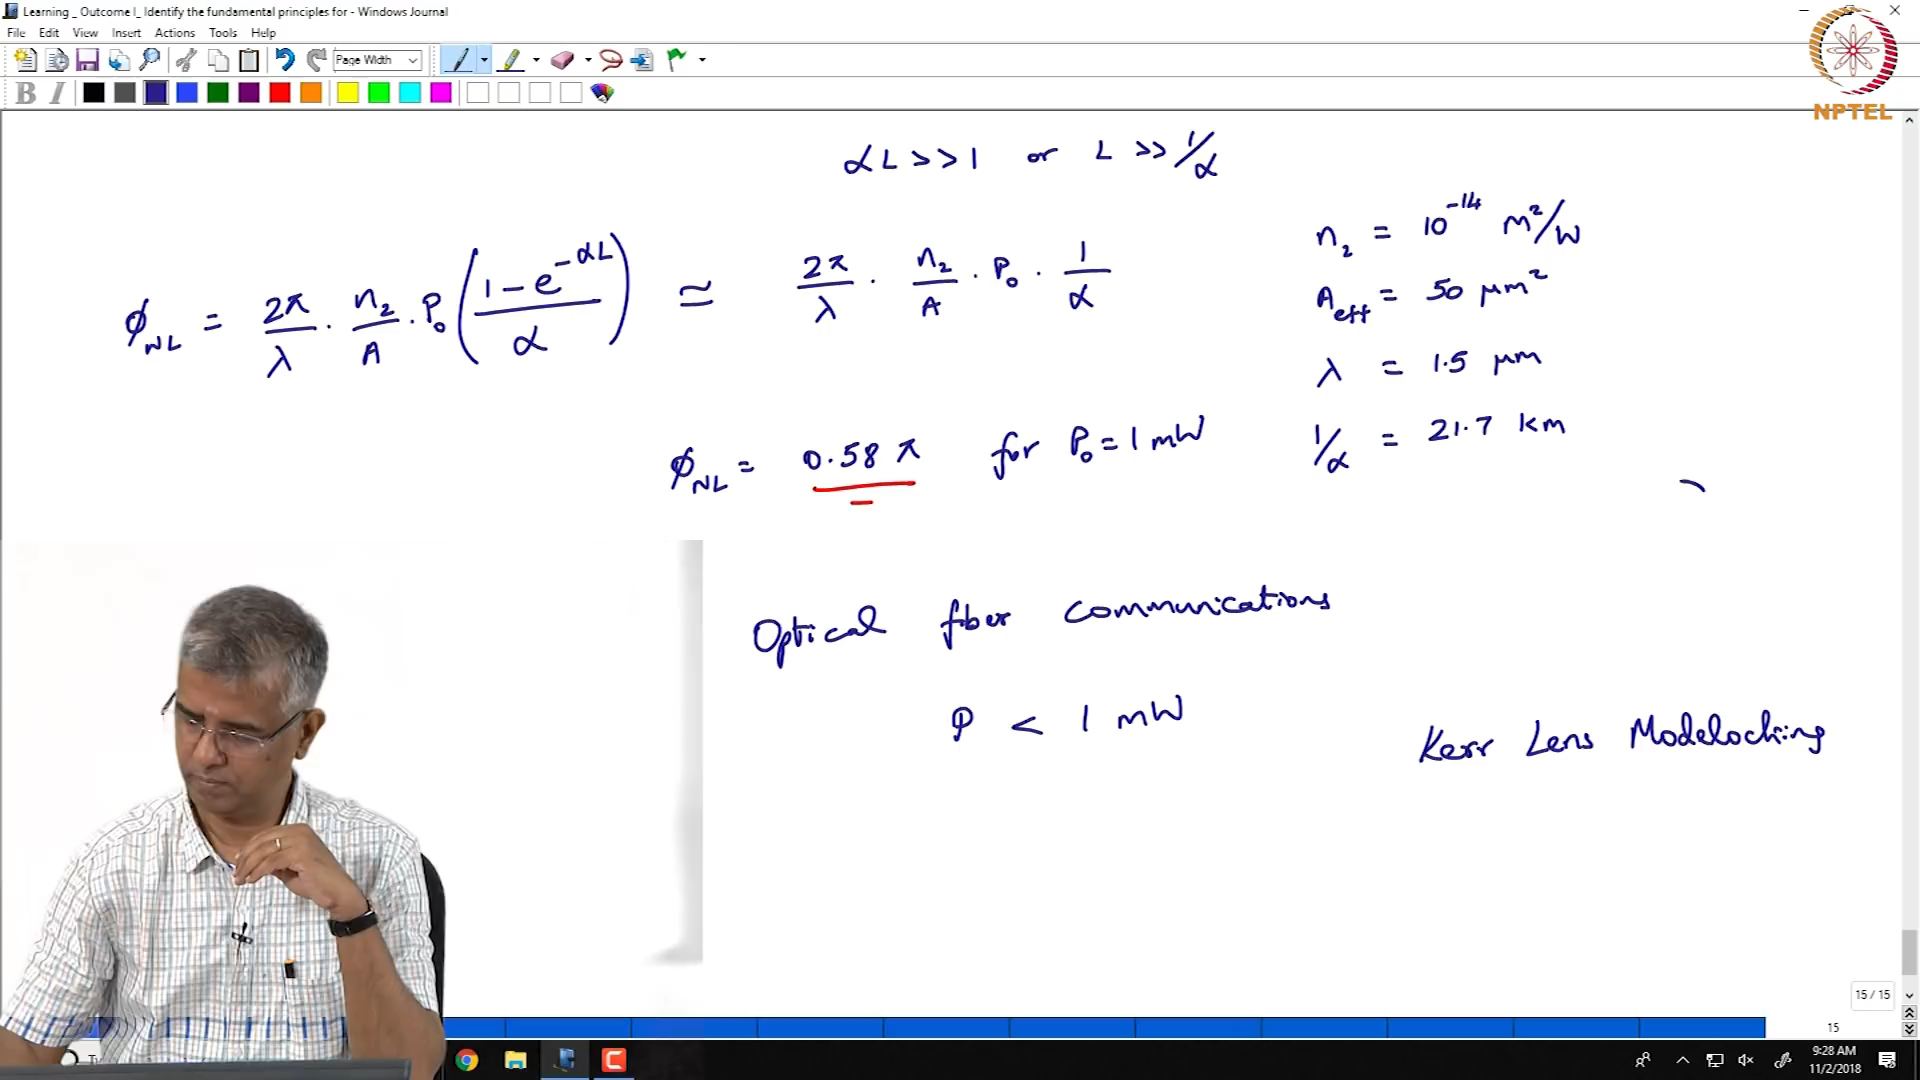 Learning _ Outcome I_ Identify the fundamental principles for - Windows Journal
File Edit View Insert Actions Tools Help
Page Width
B I
NPTEL
αL >> 1 or L >> 1/α
ϕ_NL = 2π/λ · n₂/A · P₀ ((1 - e^(-αL))/α) ≃ 2π/λ · n₂/A · P₀ · 1/α
n₂ = 10⁻¹⁴ m²/W
A_eff = 50 μm²
λ = 1.5 μm
1/α = 21.7 km
ϕ_NL = 0.58 π for P₀ = 1 mW
Optical fiber communications
P < 1 mW
Kerr Lens Modelocking
15 / 15
15
9:28 AM
11/2/2018